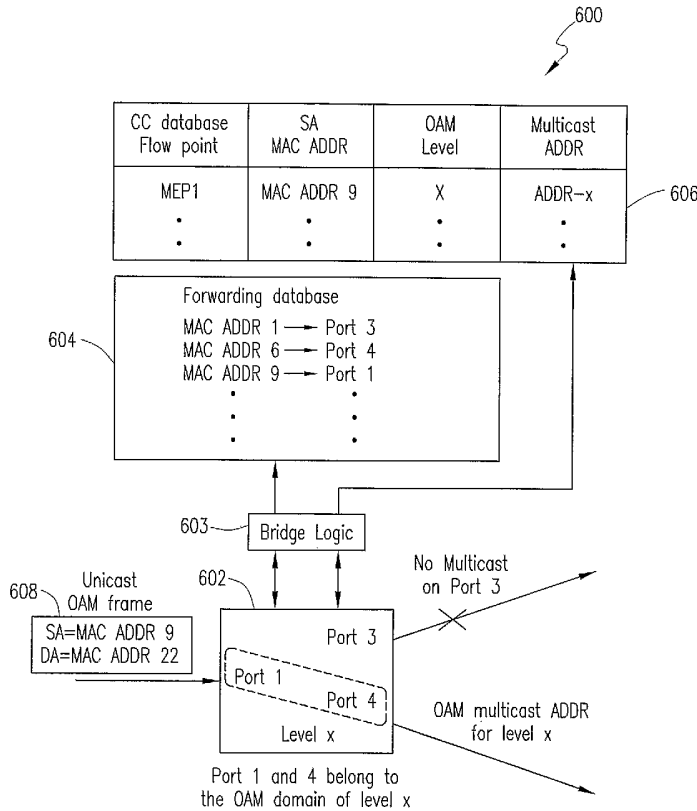 600
CC database SA OAM Multicast
Flow point MAC ADDR Level ADDR
MEP1 MAC ADDR 9 X ADDR-x
606
Forwarding database
MAC ADDR 1 → Port 3
MAC ADDR 6 → Port 4
MAC ADDR 9 → Port 1
604
603
Bridge Logic
Unicast
OAM frame
608
SA=MAC ADDR 9
DA=MAC ADDR 22
602
Port 3
Port 1
Port 4
Level x
No Multicast
on Port 3
OAM multicast ADDR
for level x
Port 1 and 4 belong to
the OAM domain of level x